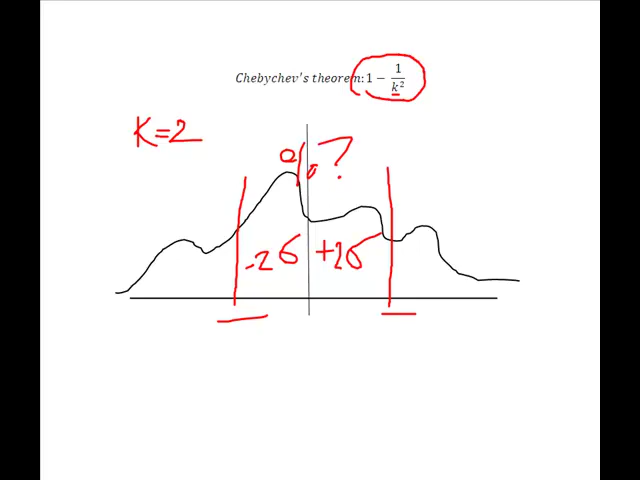 Chebychev's theorem: 1 − 1/k²
K=2
% ?
-2σ +2σ